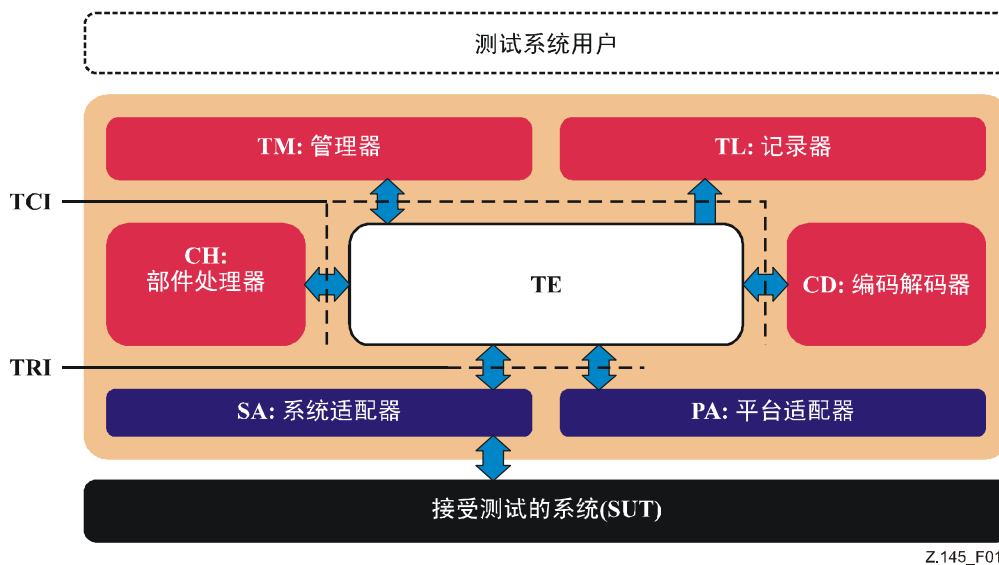 测试系统用户
TM: 管理器
TL: 记录器
TCI
CH:
部件处理器
TE
CD: 编码解码器
TRI
SA: 系统适配器
PA: 平台适配器
接受测试的系统(SUT)
Z.145_F01